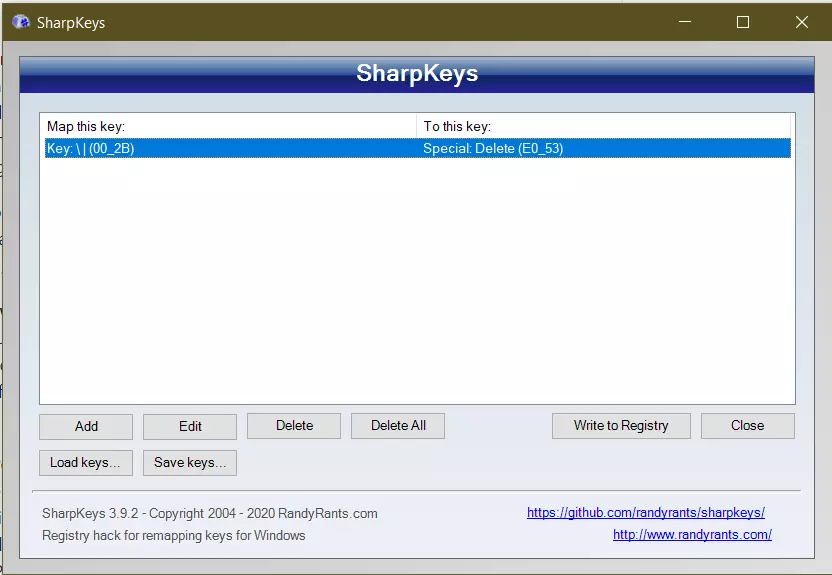 SharpKeys
SharpKeys
Map this key: To this key:
Key: \ | (00_2B) Special: Delete (E0_53)
Add Edit Delete Delete All Write to Registry Close
Load keys... Save keys...
SharpKeys 3.9.2 - Copyright 2004 - 2020 RandyRants.com https://github.com/randyrants/sharpkeys/
Registry hack for remapping keys for Windows http://www.randyrants.com/